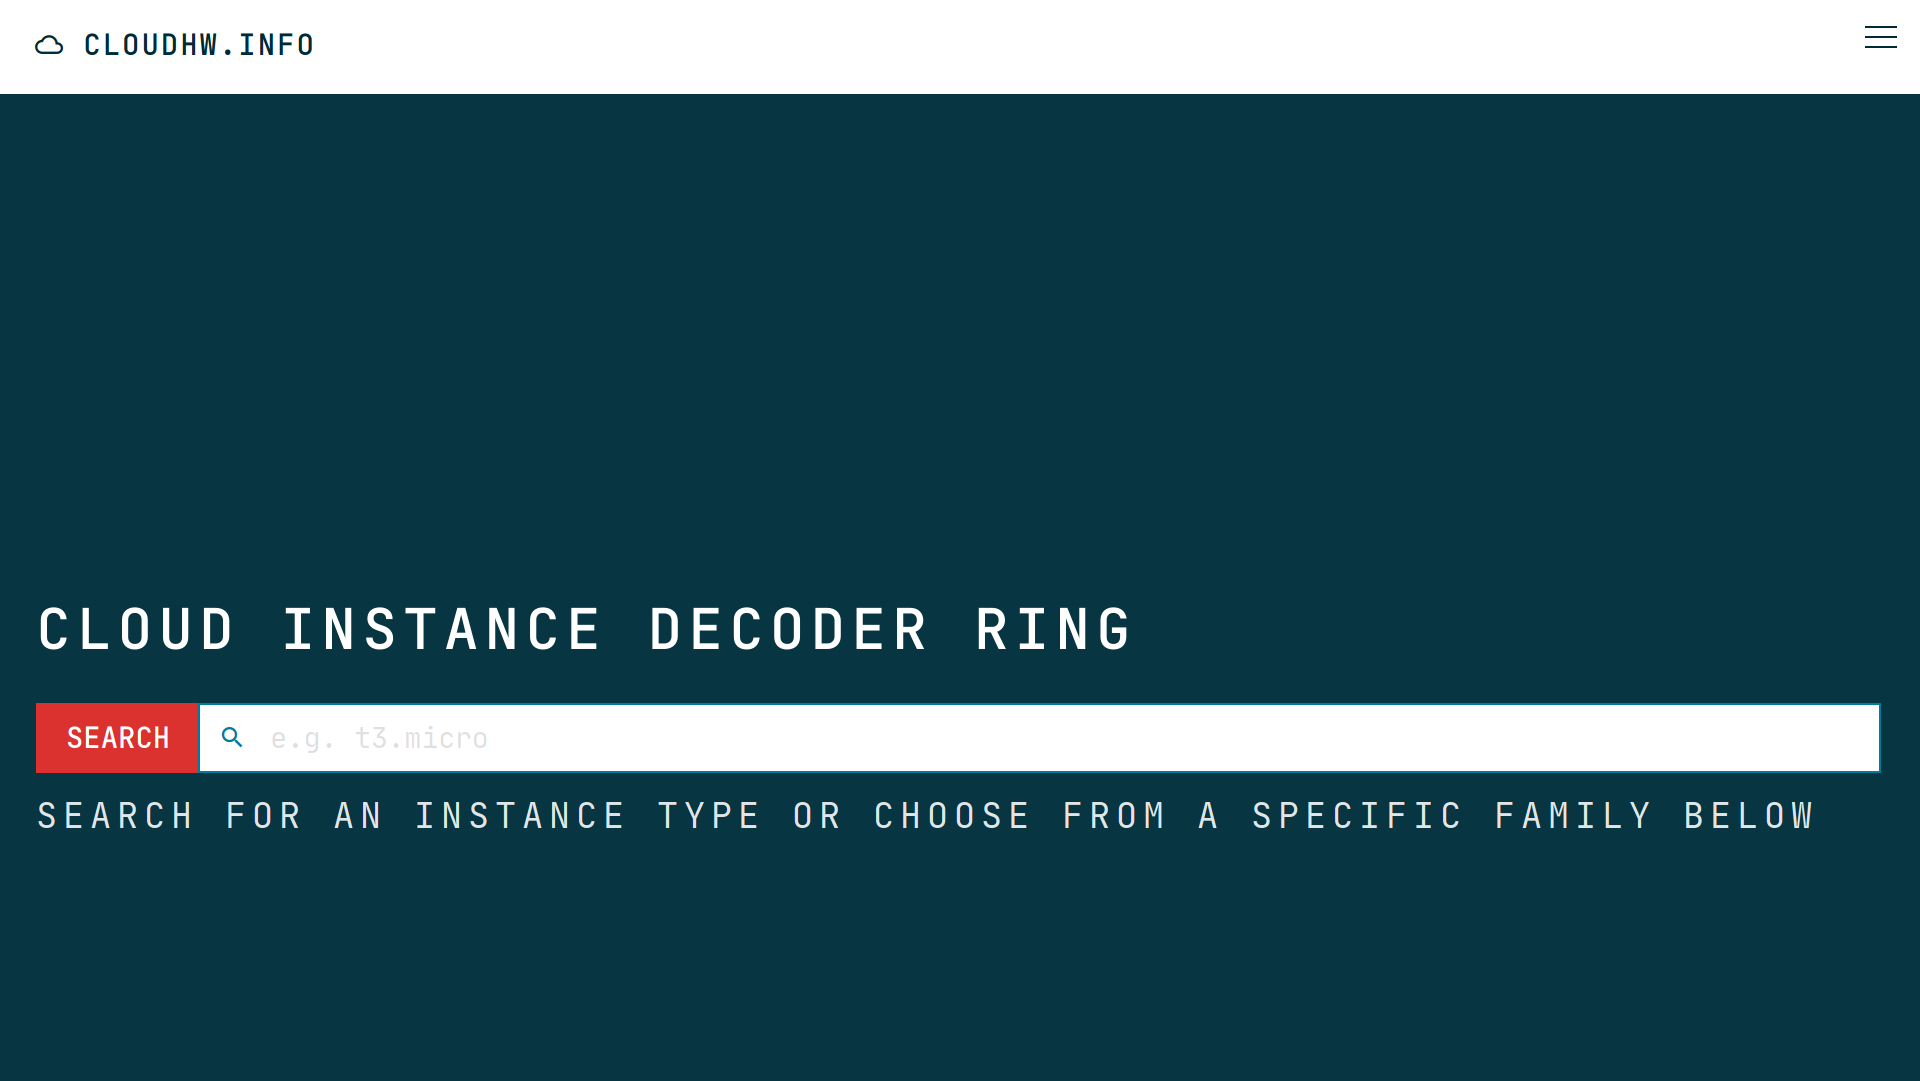 CLOUDHW.INFO
CLOUD INSTANCE DECODER RING
SEARCH
e.g. t3.micro
SEARCH FOR AN INSTANCE TYPE OR CHOOSE FROM A SPECIFIC FAMILY BELOW